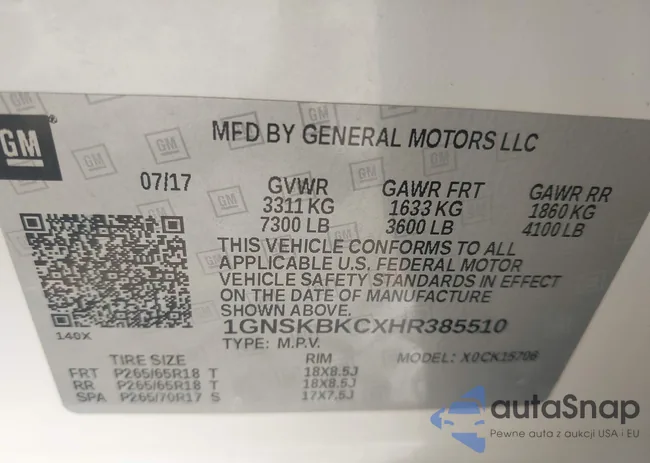 GM
MFD BY GENERAL MOTORS LLC
07/17 GVWR GAWR FRT GAWR RR
3311 KG 1633 KG 1860 KG
7300 LB 3600 LB 4100 LB
THIS VEHICLE CONFORMS TO ALL
APPLICABLE U.S. FEDERAL MOTOR
VEHICLE SAFETY STANDARDS IN EFFECT
ON THE DATE OF MANUFACTURE
SHOWN ABOVE.
1GNSKBKCXHR385510
140X
TYPE: M.P.V. MODEL: X0CK15706
TIRE SIZE RIM
FRT P265/65R18 T 18X8.5J
RR P265/65R18 T 18X8.5J
SPA P265/70R17 S 17X7.5J
autaSnap
Pewne auta z aukcji USA i EU